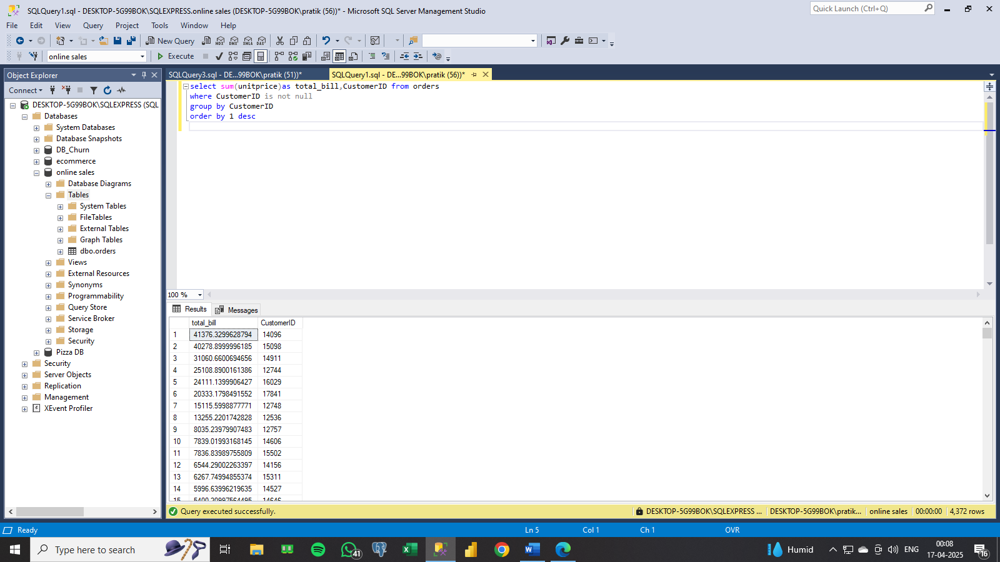 SQLQuery1.sql - DESKTOP-5G99BOK\SQLEXPRESS.online sales (DESKTOP-5G99BOK\pratik (56))* - Microsoft SQL Server Management Studio
Quick Launch (Ctrl+Q)
File Edit View Query Project Tools Window Help
New Query MDX DMX XMLA DAX
online sales Execute
Object Explorer
SQLQuery3.sql - DE...99BOK\pratik (51))*
SQLQuery1.sql - DE...99BOK\pratik (56))*
Connect
DESKTOP-5G99BOK\SQLEXPRESS (SQL
Databases
System Databases
Database Snapshots
DB_Churn
ecommerce
online sales
Database Diagrams
Tables
System Tables
FileTables
External Tables
Graph Tables
dbo.orders
Views
External Resources
Synonyms
Programmability
Query Store
Service Broker
Storage
Security
Pizza DB
Security
Server Objects
Replication
Management
XEvent Profiler
select sum(unitprice)as total_bill,CustomerID from orders
where CustomerID is not null
group by CustomerID
order by 1 desc
100 %
Results Messages
total_bill CustomerID
1 41376.3299628794 14096
2 40278.8999996185 15098
3 31060.6600694656 14911
4 25108.8900161386 12744
5 24111.1399906427 16029
6 20333.1798491552 17841
7 15115.5998877771 12748
8 13255.2201742828 12536
9 8035.23979907483 12757
10 7839.01993168145 14606
11 7836.83989755809 15502
12 6544.29002263397 14156
13 6267.74994855374 15311
14 5996.63996219635 14527
15 5400.20997564495 14646
Query executed successfully.
DESKTOP-5G99BOK\SQLEXPRESS ... DESKTOP-5G99BOK\pratik... online sales 00:00:00 4,372 rows
Ready Ln 5 Col 1 Ch 1 OVR
Type here to search
41
Humid
ENG
00:08
17-04-2025
16